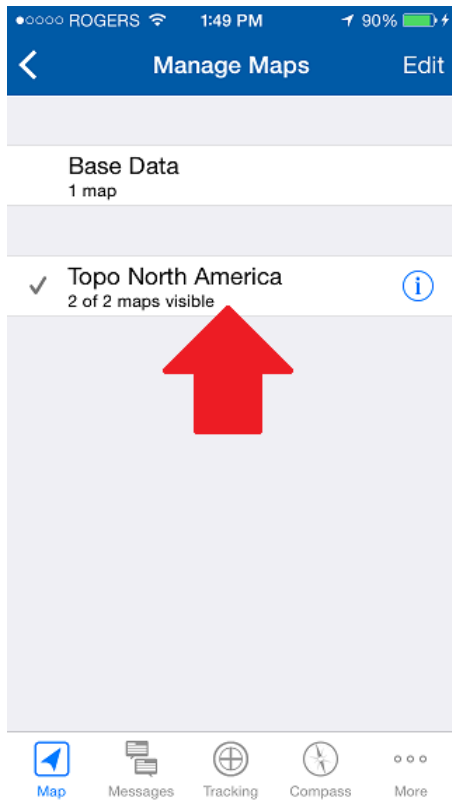 ROGERS 1:49 PM 90%
Manage Maps Edit
Base Data
1 map
Topo North America
2 of 2 maps visible
Map Messages Tracking Compass More